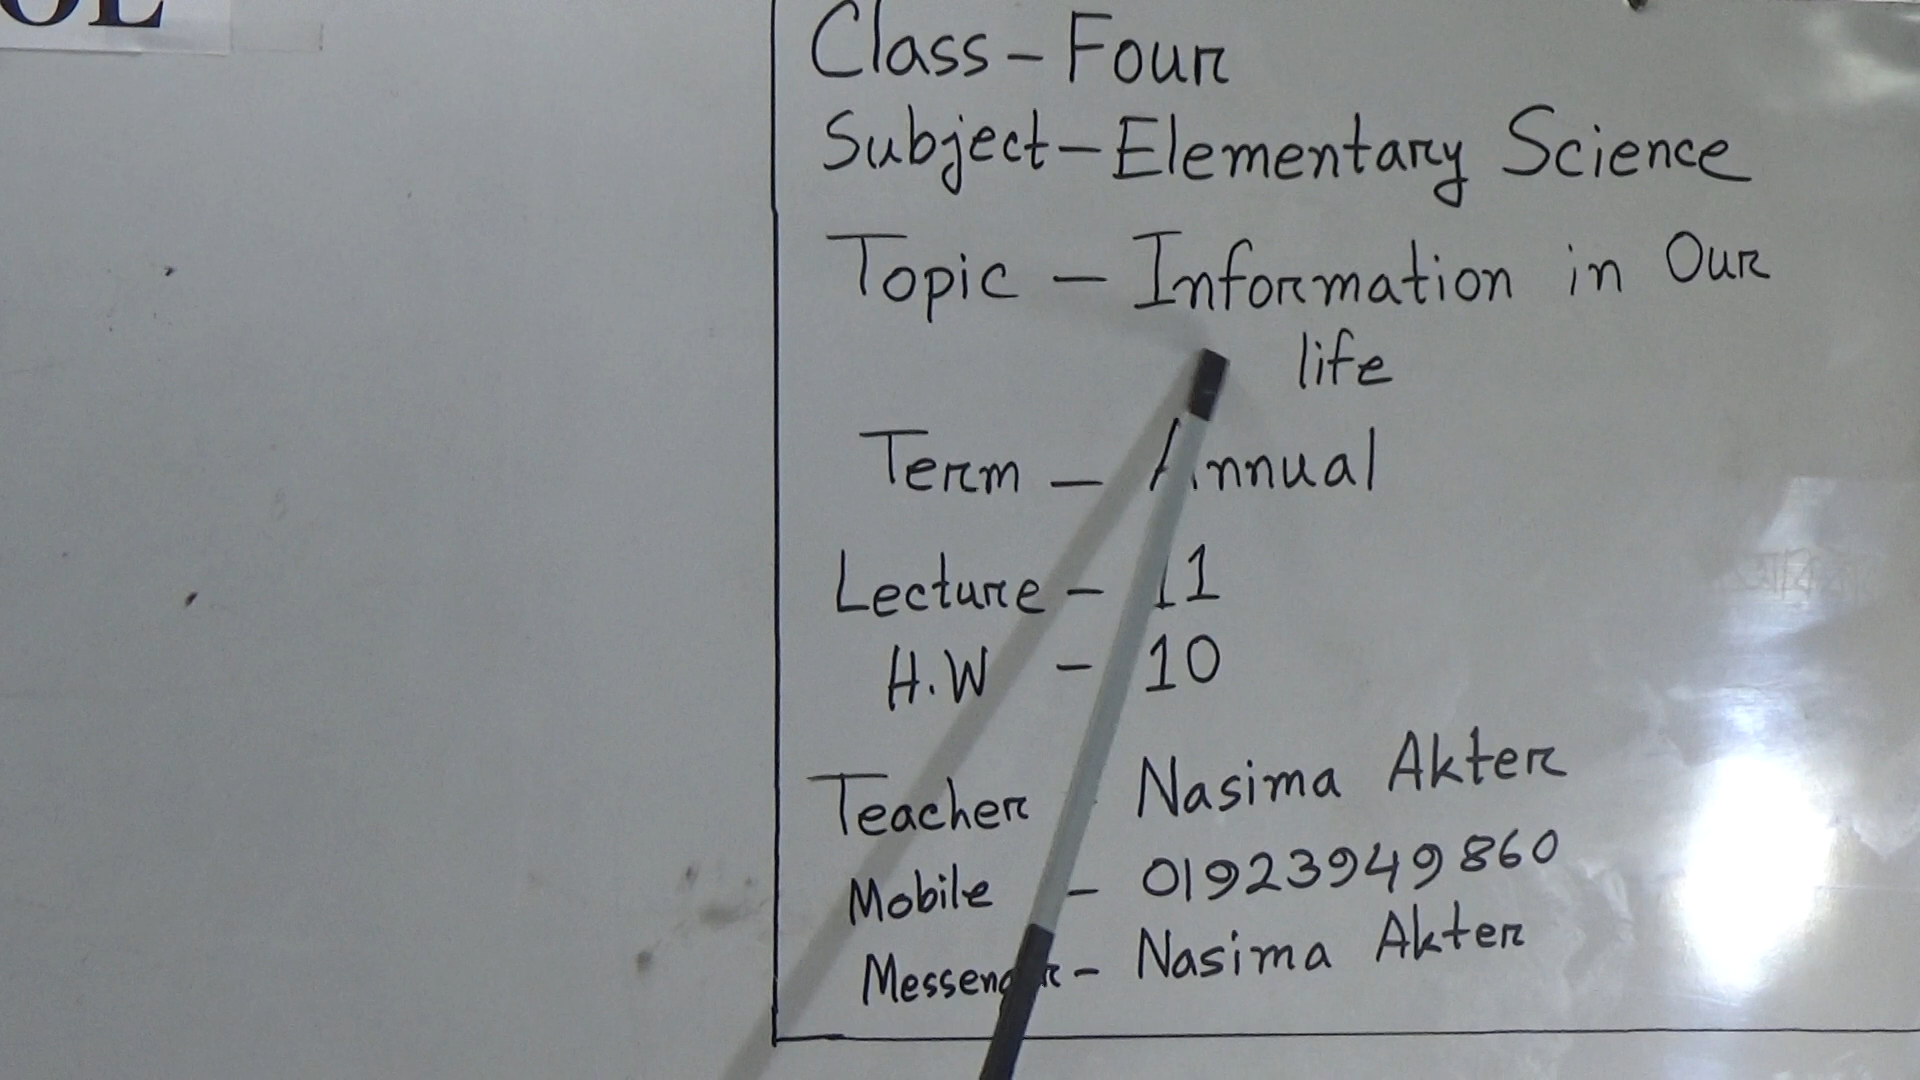 OL
Class - Four
Subject - Elementary Science
Topic - Information in Our
life
Term - Annual
Lecture - 11
H.W - 10
Teacher - Nasima Akter
Mobile - 01923949860
Messenger - Nasima Akter